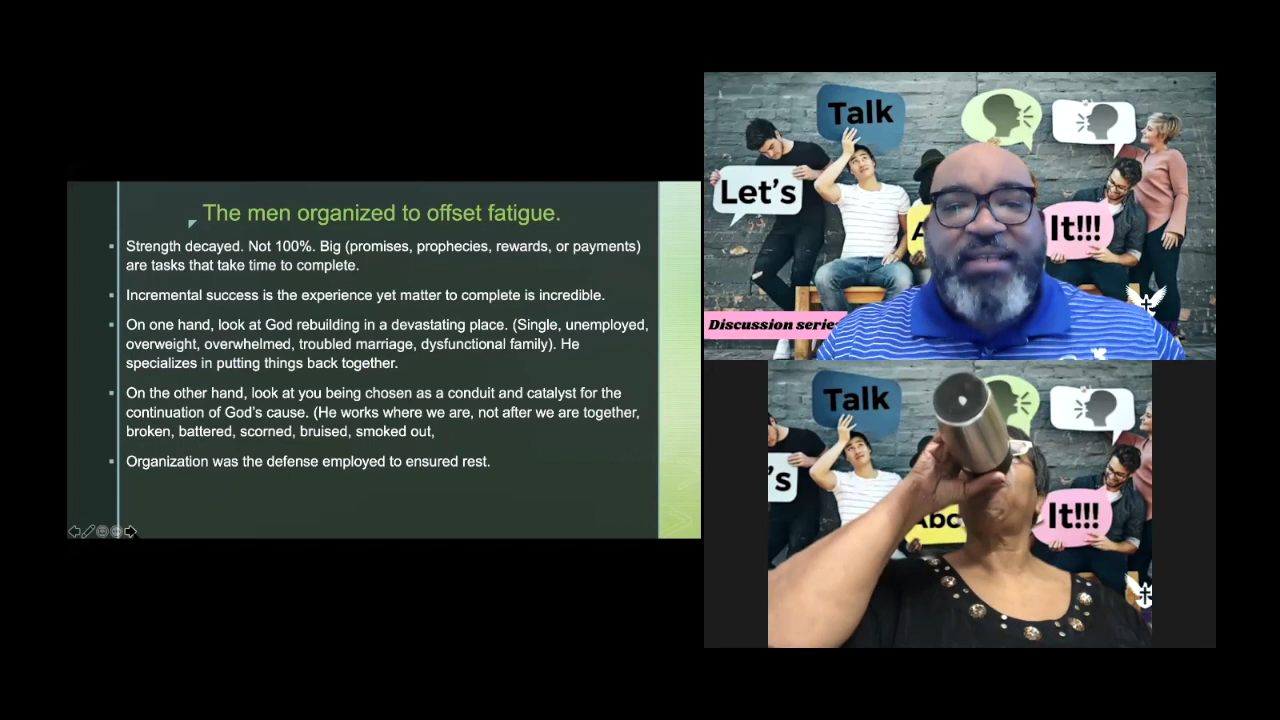 The men organized to offset fatigue.
Strength decayed. Not 100%. Big (promises, prophecies, rewards, or payments)
are tasks that take time to complete.
Incremental success is the experience yet matter to complete is incredible.
On one hand, look at God rebuilding in a devastating place. (Single, unemployed,
overweight, overwhelmed, troubled marriage, dysfunctional family). He
specializes in putting things back together.
On the other hand, look at you being chosen as a conduit and catalyst for the
continuation of God's cause. (He works where we are, not after we are together,
broken, battered, scorned, bruised, smoked out,
Organization was the defense employed to ensured rest.
Talk
Let's
A
It!!!
Discussion serie
Talk
's
Abo
It!!!